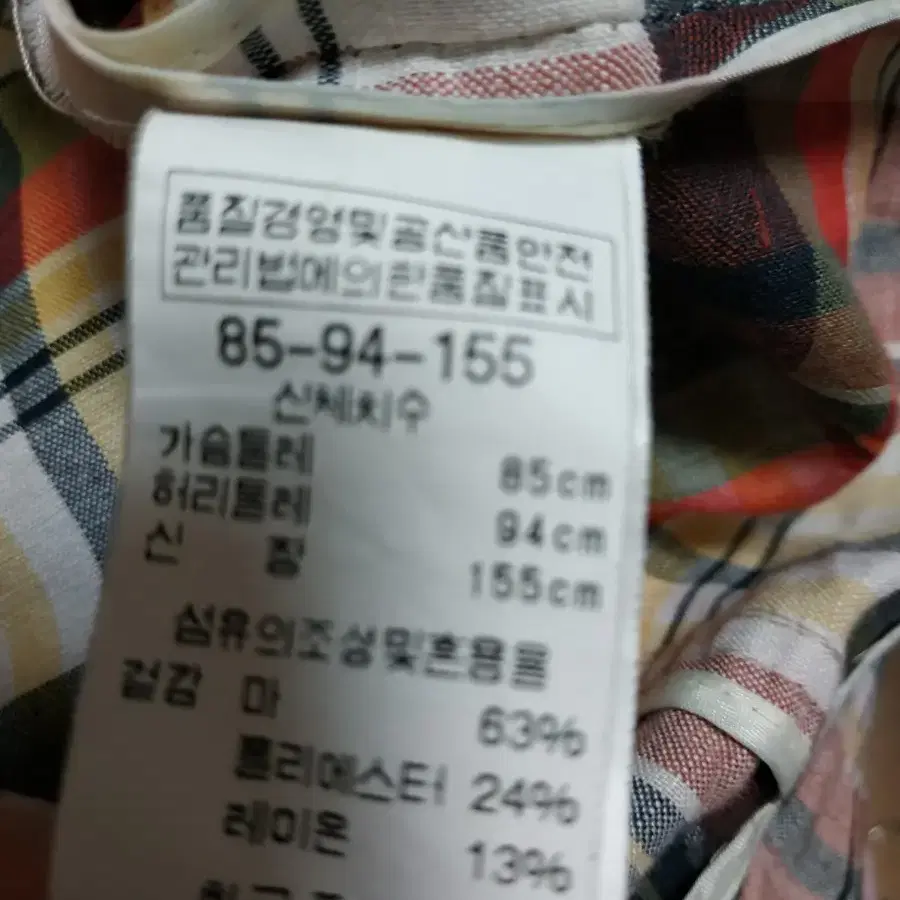 품질경영및공산품안전
관리법에의한품질표시
85-94-155
신체치수
가슴둘레 85cm
허리둘레 94cm
신 장 155cm
섬유의조성및혼용율
겉감 마 63%
폴리에스터 24%
레이온 13%